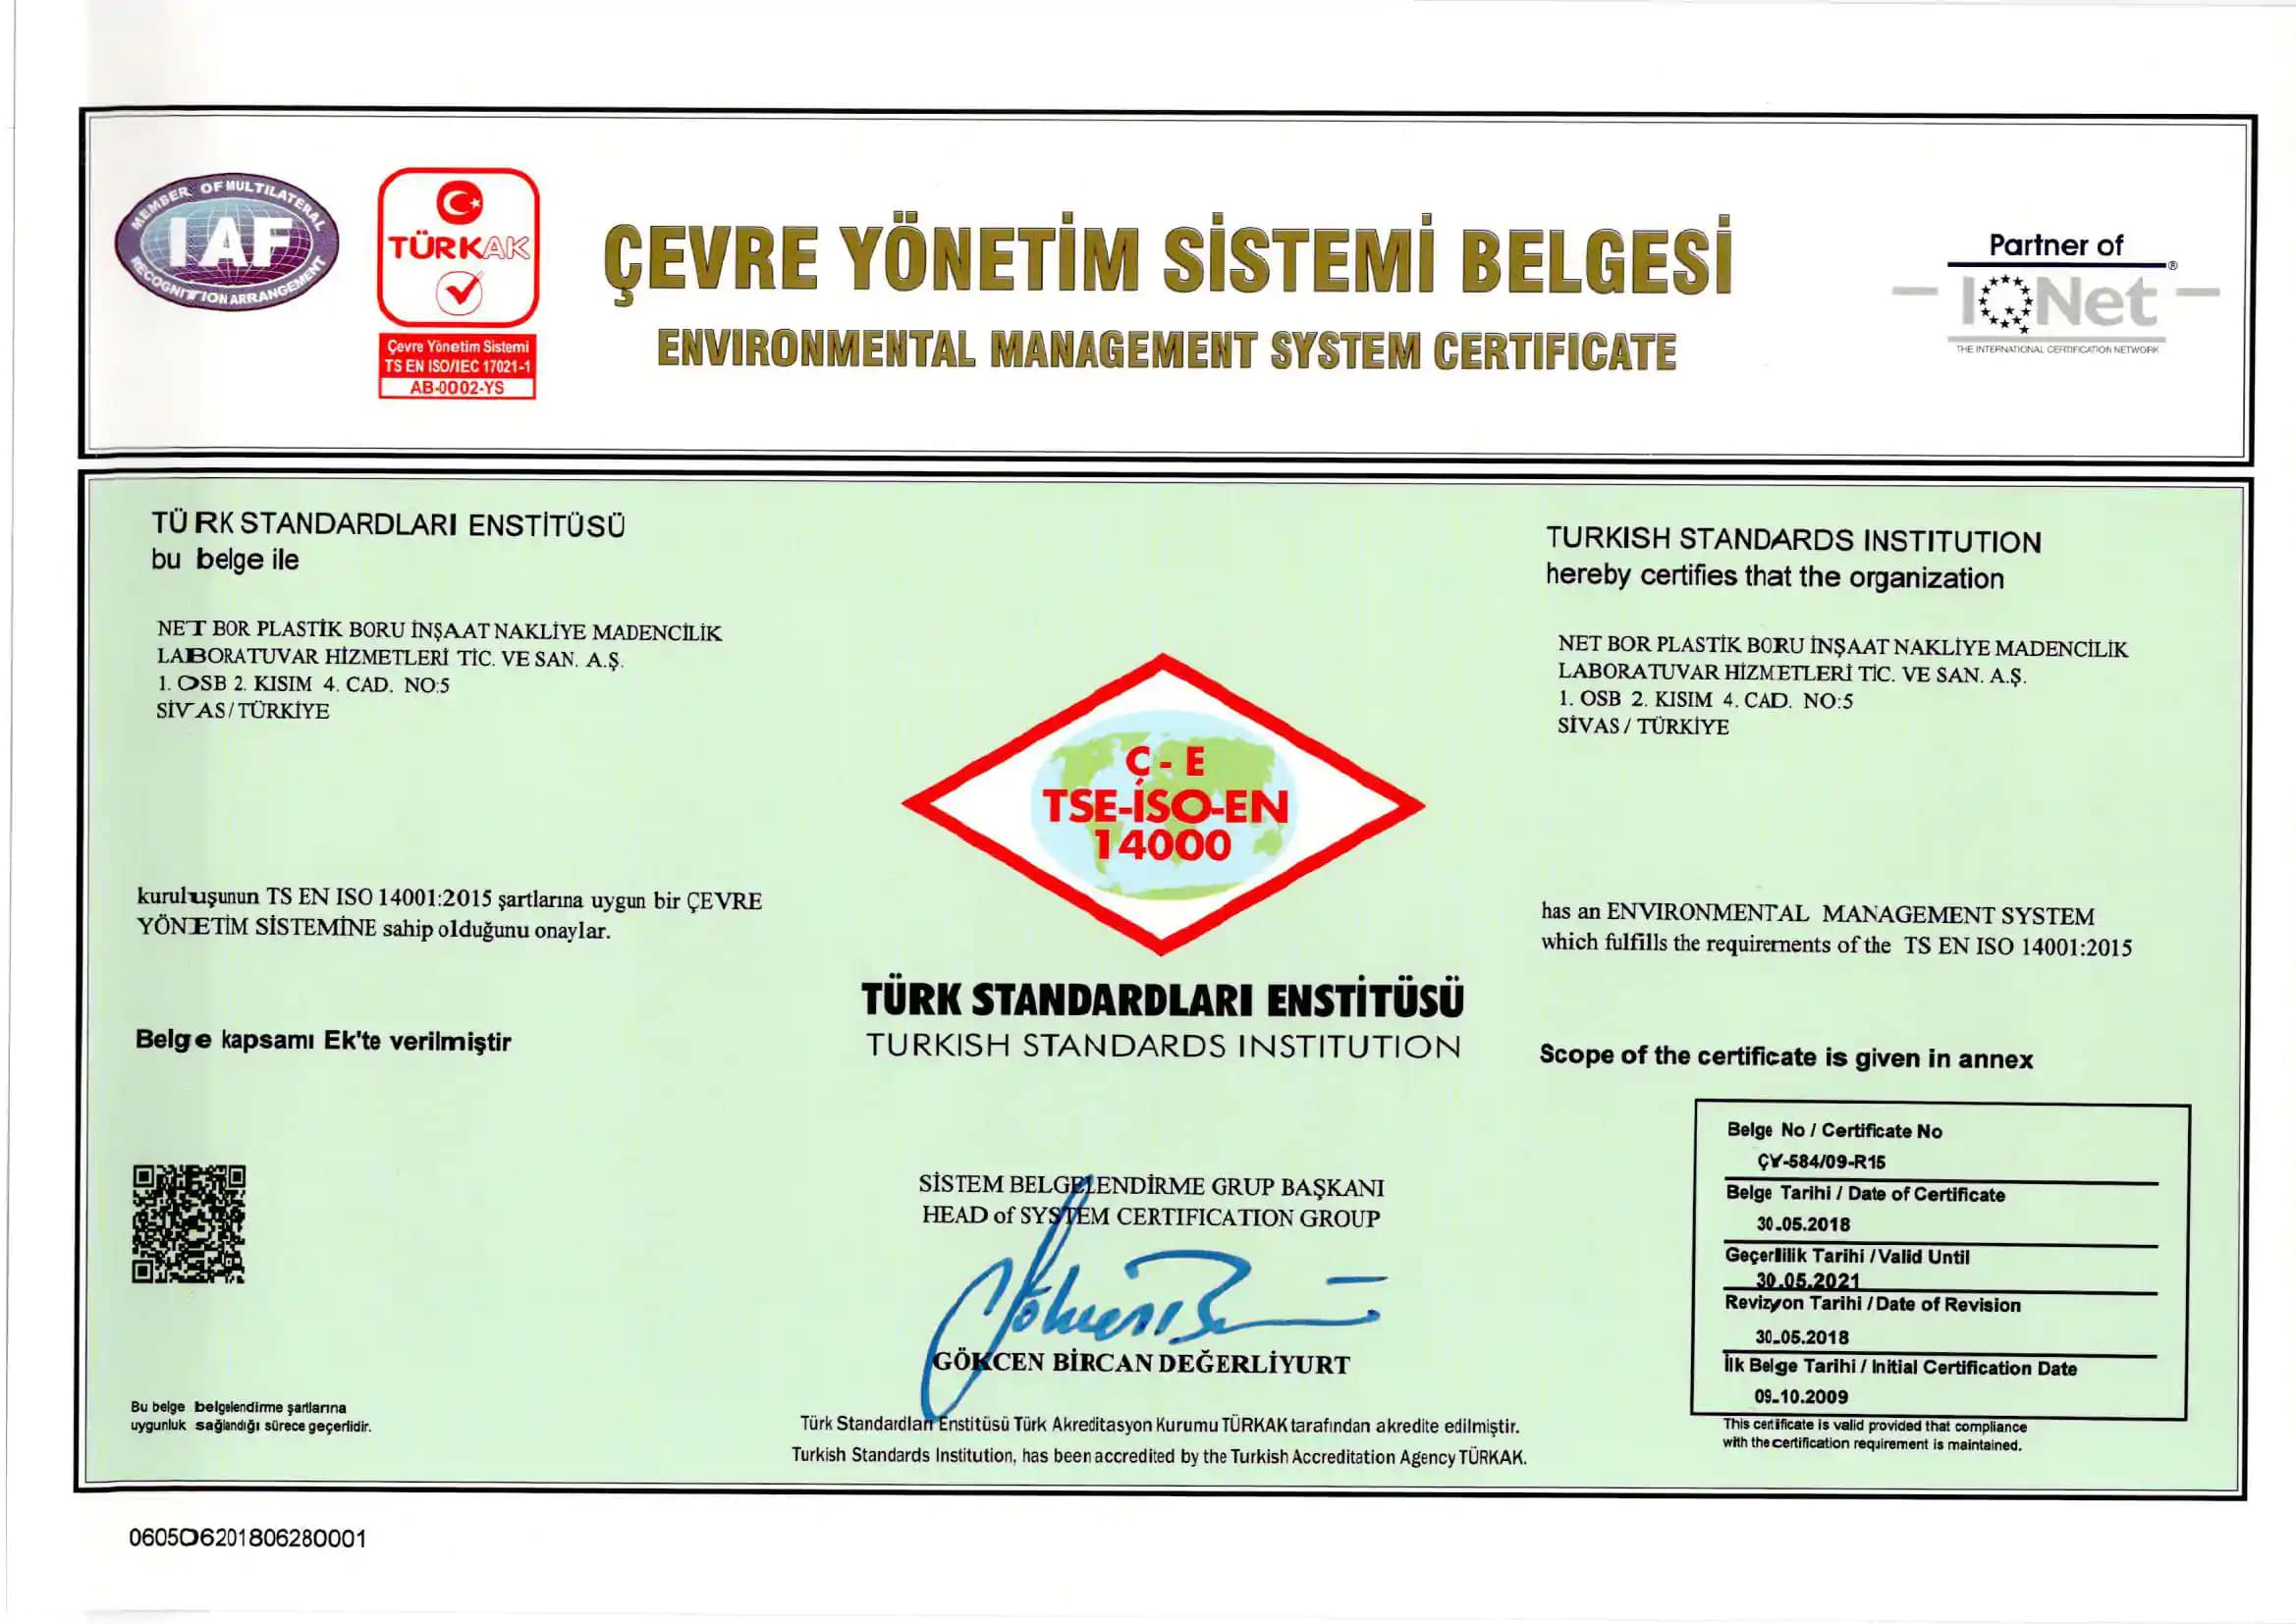 MEMBER OF MULTILATERAL
IAF
RECOGNITION ARRANGEMENT
TÜRKAK
Çevre Yönetim Sistemi
TS EN ISO/IEC 17021-1
AB-0002-YS
ÇEVRE YÖNETİM SİSTEMİ BELGESİ
ENVIRONMENTAL MANAGEMENT SYSTEM CERTIFICATE
Partner of
IQNet ®
THE INTERNATIONAL CERTIFICATION NETWORK
TÜRK STANDARDLARI ENSTİTÜSÜ
bu belge ile
NET BOR PLASTİK BORU İNŞAAT NAKLİYE MADENCİLİK
LABORATUVAR HİZMETLERİ TİC. VE SAN. A.Ş.
1. OSB 2. KISIM 4. CAD. NO:5
SİVAS / TÜRKİYE
kuruluşunun TS EN ISO 14001:2015 şartlarına uygun bir ÇEVRE
YÖNETİM SİSTEMİNE sahip olduğunu onaylar.
Belge kapsamı Ek'te verilmiştir
Bu belge belgelendirme şartlarına
uygunluk sağlandığı sürece geçerlidir.
Ç - E
TSE-İSO-EN
14000
TÜRK STANDARDLARI ENSTİTÜSÜ
TURKISH STANDARDS INSTITUTION
SİSTEM BELGELENDİRME GRUP BAŞKANI
HEAD of SYSTEM CERTIFICATION GROUP
GÖKCEN BİRCAN DEĞERLİYURT
Türk Standardları Enstitüsü Türk Akreditasyon Kurumu TÜRKAK tarafından akredite edilmiştir.
Turkish Standards Institution, has been accredited by the Turkish Accreditation Agency TÜRKAK.
TURKISH STANDARDS INSTITUTION
hereby certifies that the organization
NET BOR PLASTİK BORU İNŞAAT NAKLİYE MADENCİLİK
LABORATUVAR HİZMETLERİ TİC. VE SAN. A.Ş.
1. OSB 2. KISIM 4. CAD. NO:5
SİVAS / TÜRKİYE
has an ENVIRONMENTAL MANAGEMENT SYSTEM
which fulfills the requirements of the TS EN ISO 14001:2015
Scope of the certificate is given in annex
Belge No / Certificate No
ÇY-584/09-R15
Belge Tarihi / Date of Certificate
30.05.2018
Geçerlilik Tarihi / Valid Until
30.05.2021
Revizyon Tarihi / Date of Revision
30.05.2018
İlk Belge Tarihi / Initial Certification Date
09.10.2009
This certificate is valid provided that compliance
with the certification requirement is maintained.
060506201806280001